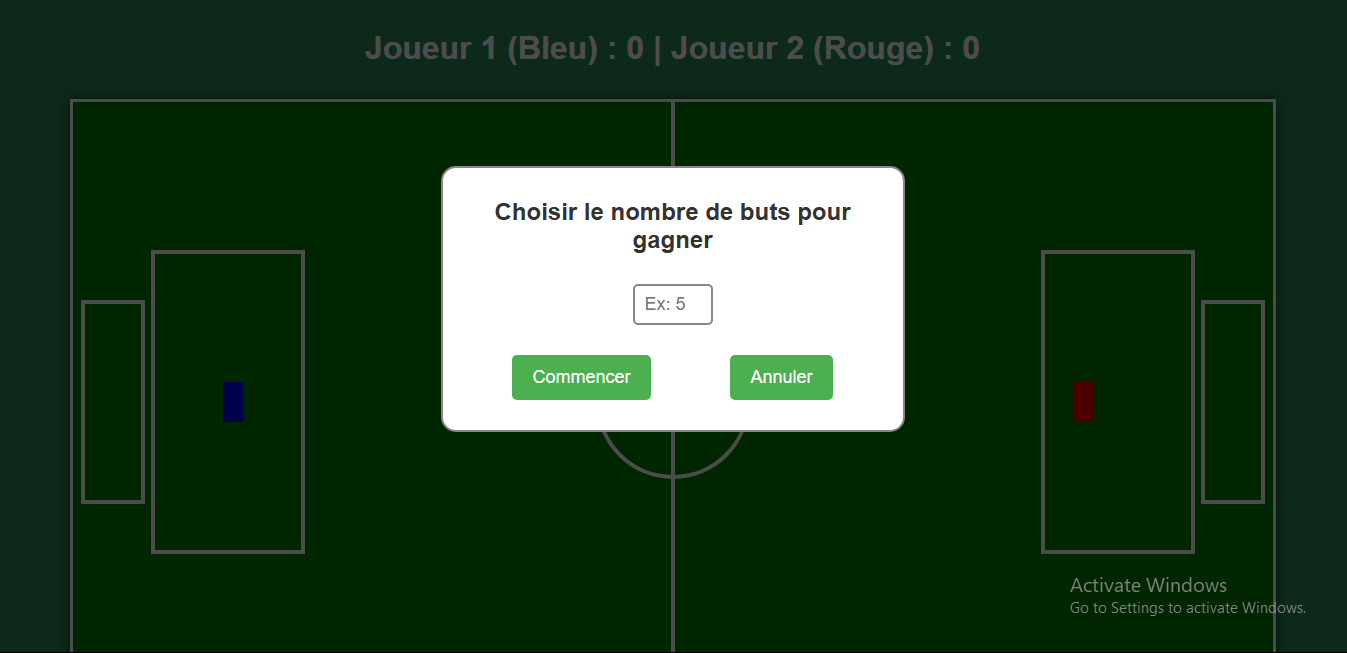 Joueur 1 (Bleu) : 0 | Joueur 2 (Rouge) : 0
Choisir le nombre de buts pour
gagner
Ex: 5
Commencer
Annuler
Activate Windows
Go to Settings to activate Windows.